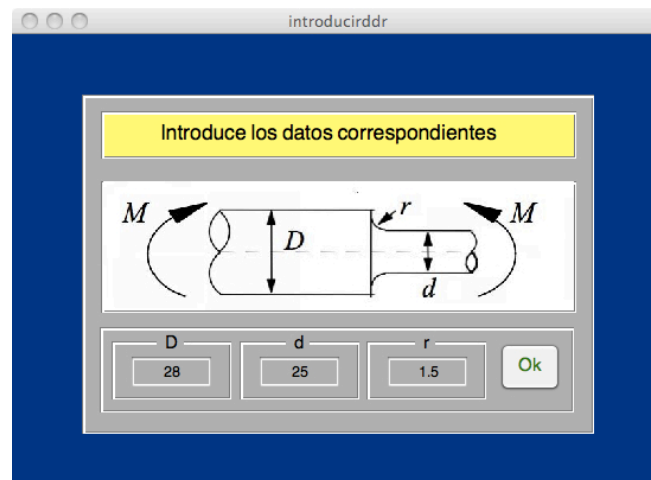 introducirddr
Introduce los datos correspondientes
M r M
D
d
D d r
28 25 1.5 Ok